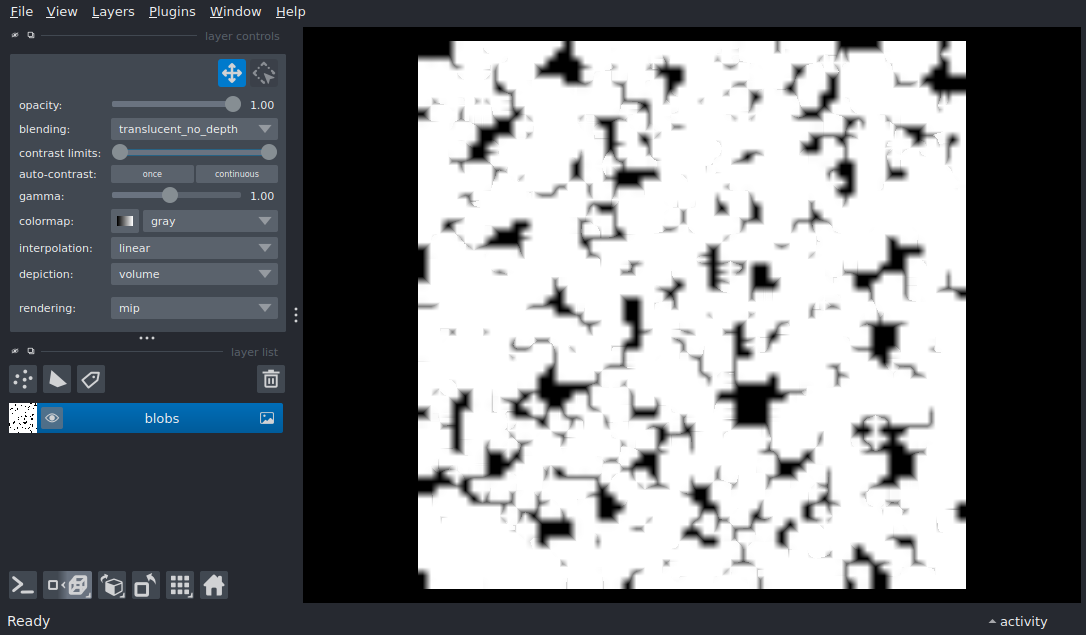 File View Layers Plugins Window Help
layer controls
opacity: 1.00
blending: translucent_no_depth
contrast limits:
auto-contrast: once continuous
gamma: 1.00
colormap: gray
interpolation: linear
depiction: volume
rendering: mip
layer list
blobs
Ready activity